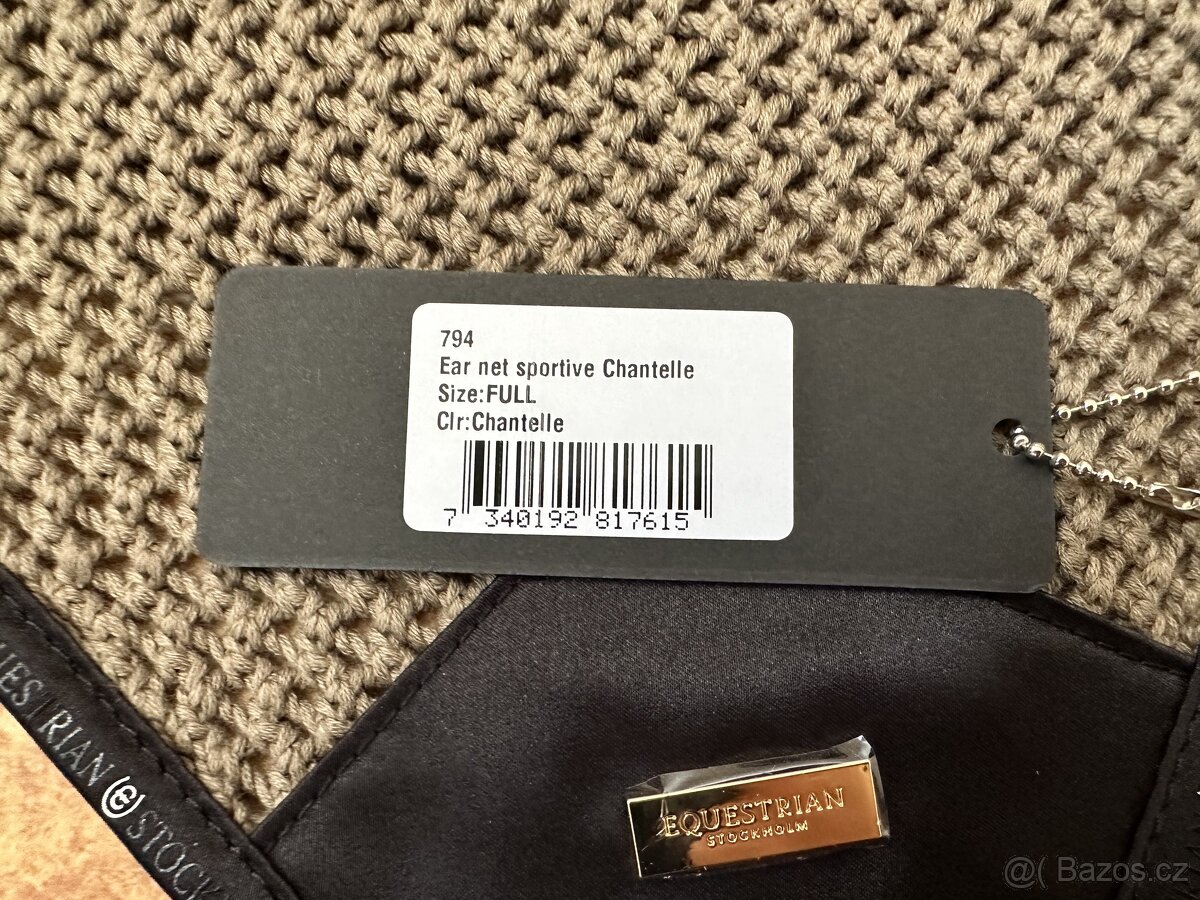 794
Ear net sportive Chantelle
Size:FULL
Clr:Chantelle
7 340192 817615
EQUESTRIAN
STOCKHOLM
@( Bazos.cz